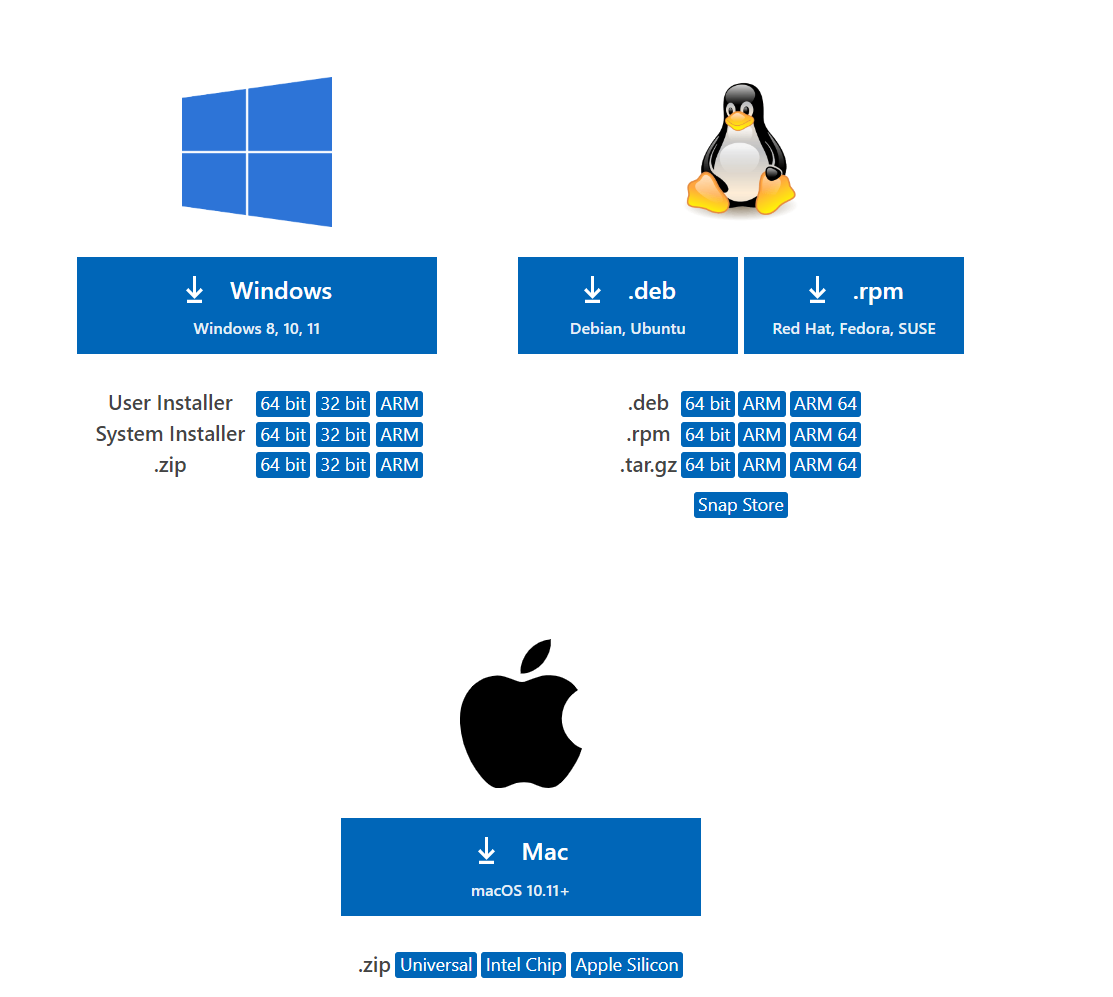 Windows
Windows 8, 10, 11
User Installer 64 bit 32 bit ARM
System Installer 64 bit 32 bit ARM
.zip 64 bit 32 bit ARM
.deb
Debian, Ubuntu
.rpm
Red Hat, Fedora, SUSE
.deb 64 bit ARM ARM 64
.rpm 64 bit ARM ARM 64
.tar.gz 64 bit ARM ARM 64
Snap Store
Mac
macOS 10.11+
.zip Universal Intel Chip Apple Silicon